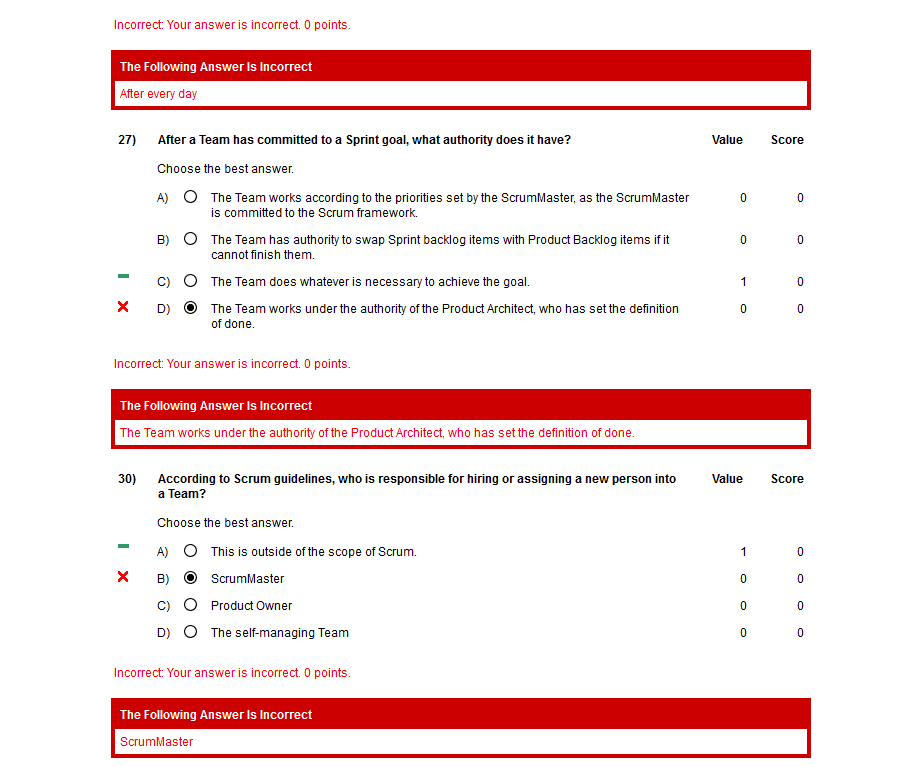 Incorrect: Your answer is incorrect. 0 points.
The Following Answer Is Incorrect
After every day
27) After a Team has committed to a Sprint goal, what authority does it have? Value Score
Choose the best answer.
A) The Team works according to the priorities set by the ScrumMaster, as the ScrumMaster 0 0
is committed to the Scrum framework.
B) The Team has authority to swap Sprint backlog items with Product Backlog items if it 0 0
cannot finish them.
C) The Team does whatever is necessary to achieve the goal. 1 0
D) The Team works under the authority of the Product Architect, who has set the definition 0 0
of done.
Incorrect: Your answer is incorrect. 0 points.
The Following Answer Is Incorrect
The Team works under the authority of the Product Architect, who has set the definition of done.
30) According to Scrum guidelines, who is responsible for hiring or assigning a new person into Value Score
a Team?
Choose the best answer.
A) This is outside of the scope of Scrum. 1 0
B) ScrumMaster 0 0
C) Product Owner 0 0
D) The self-managing Team 0 0
Incorrect: Your answer is incorrect. 0 points.
The Following Answer Is Incorrect
ScrumMaster